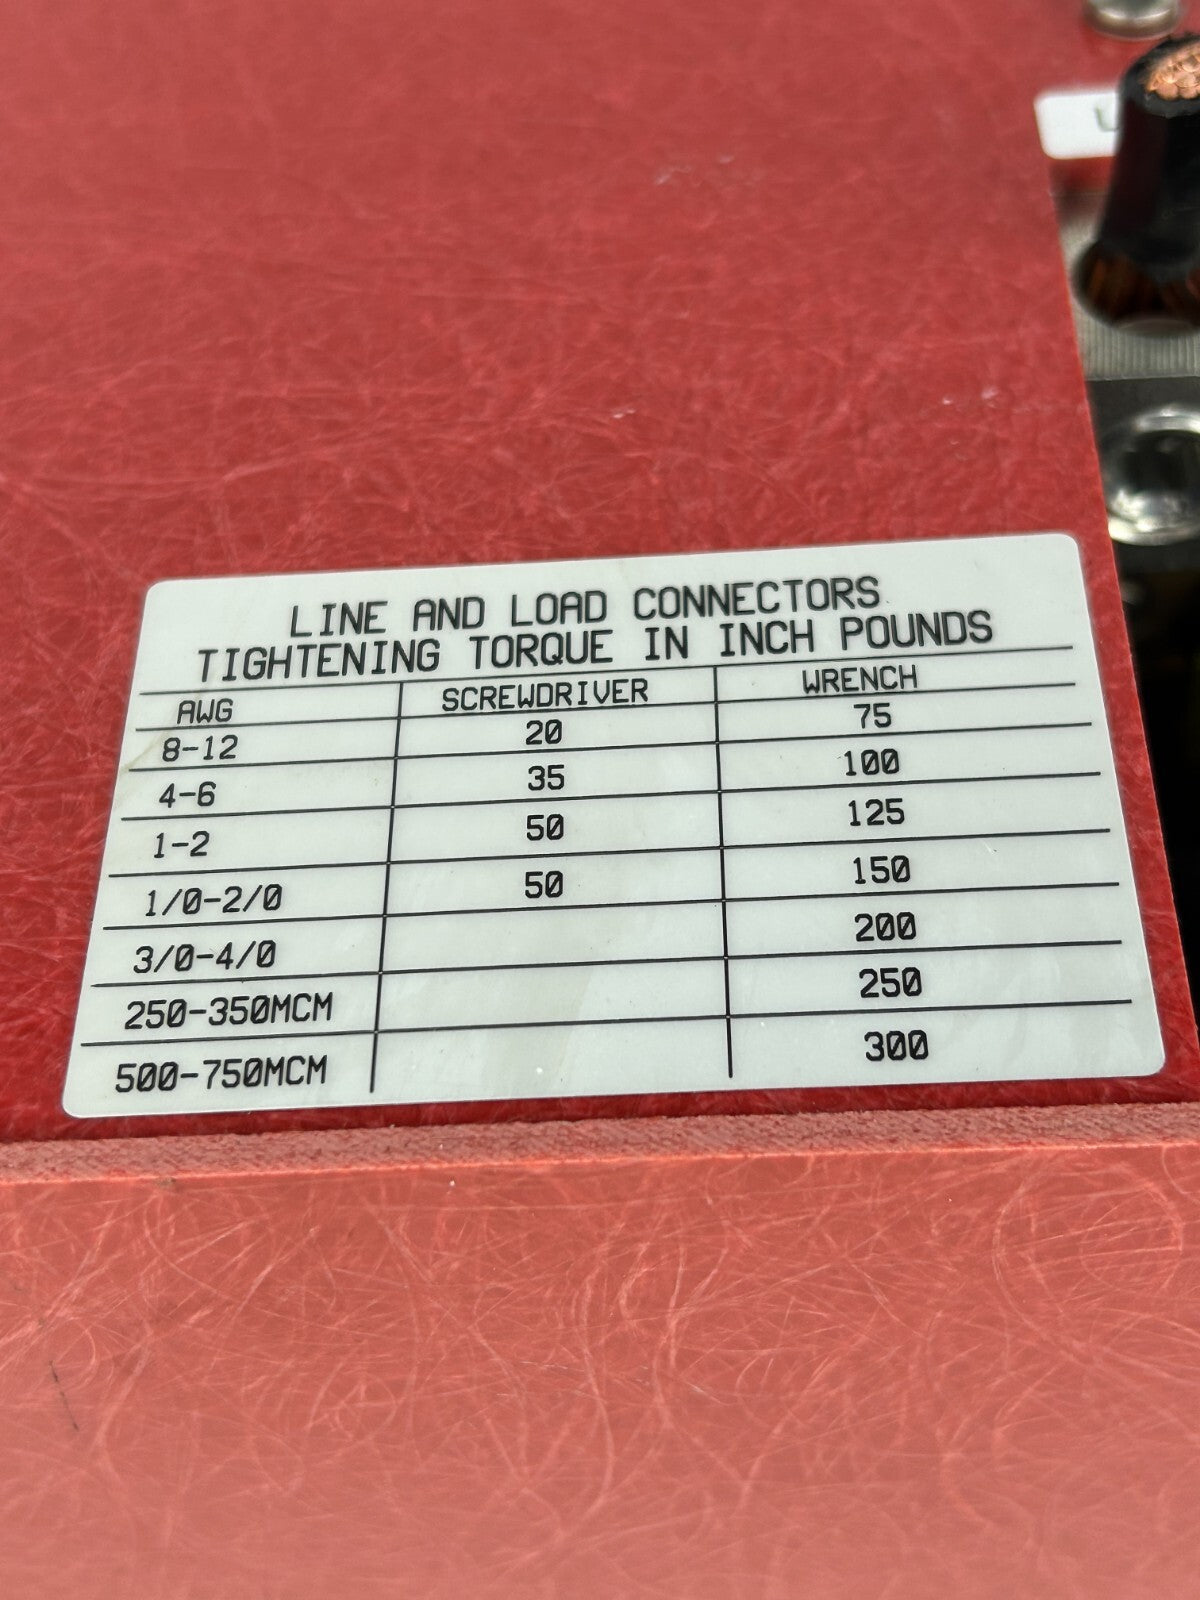 LINE AND LOAD CONNECTORS
TIGHTENING TORQUE IN INCH POUNDS
AWG SCREWDRIVER WRENCH
8-12 20 75
4-6 35 100
1-2 50 125
1/0-2/0 50 150
3/0-4/0 200
250-350MCM 250
500-750MCM 300